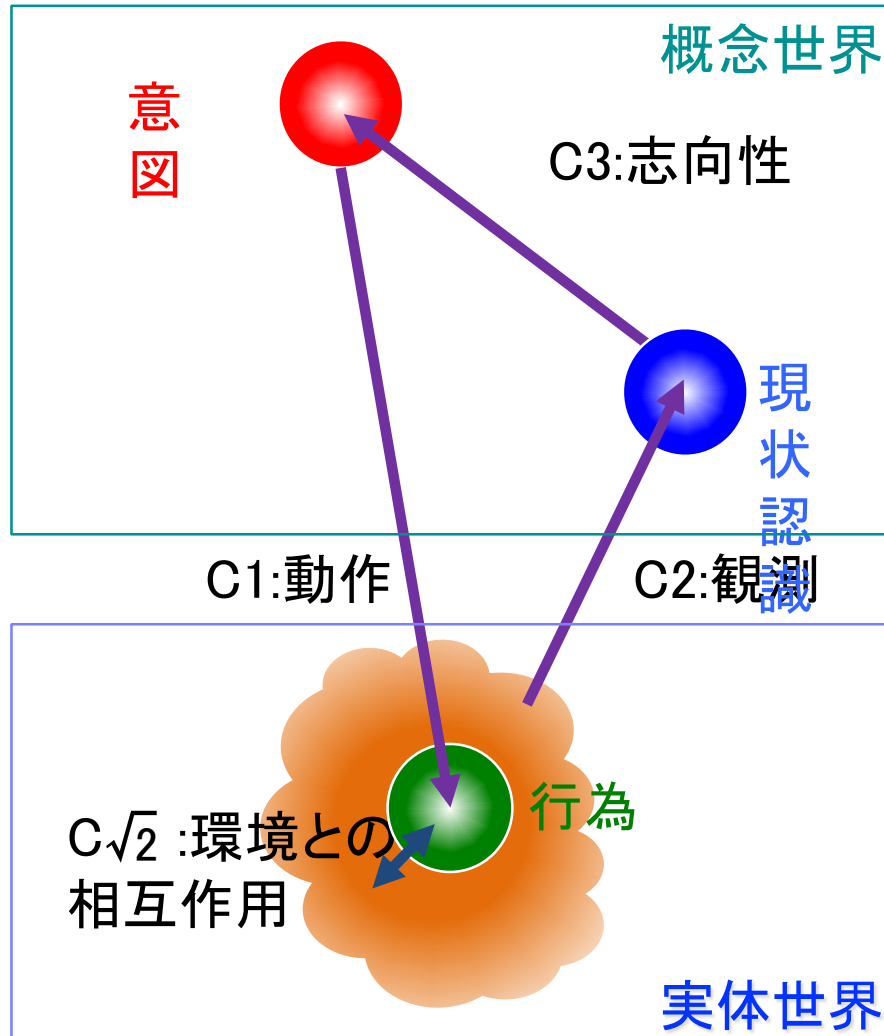 概念世界
意図
C3:志向性
現状認識
C1:動作
C2:観測
行為
C√2 :環境との
相互作用
実体世界